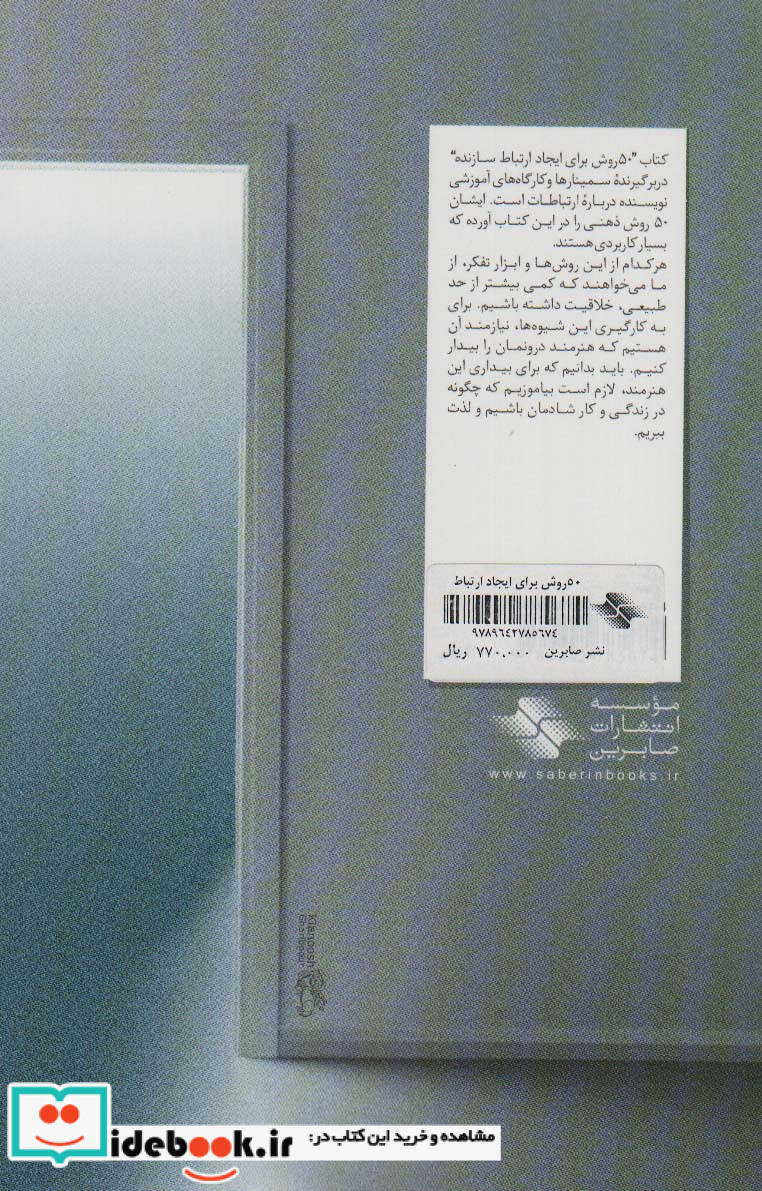 کتاب "۵۰ روش برای ایجاد ارتباط سازنده"
دربرگیرندهٔ سمینارها و کارگاه‌های آموزشی
نویسنده دربارهٔ ارتباطات است. ایشان
۵۰ روش ذهنی را در این کتاب آورده که
بسیار کاربردی هستند.
هرکدام از این روش‌ها و ابزار تفکر، از
ما می‌خواهند که کمی بیشتر از حد
طبیعی، خلاقیت داشته باشیم. برای
به کارگیری این شیوه‌ها، نیازمند آن
هستیم که هنرمند درونمان را بیدار
کنیم. باید بدانیم که برای بیداری این
هنرمند، لازم است بیاموزیم که چگونه
در زندگی و کار شادمان باشیم و لذت
ببریم.
۵۰ روش برای ایجاد ارتباط
۹۷۸۹۶۴۲۷۸۵۶۷۴
نشر صابرین ۷۷۰,۰۰۰ ریال
مؤسسه
انتشارات
صابرین
www.saberinbooks.ir
Kianoosh
مشاهده و خرید این کتاب در:
idebook.ir